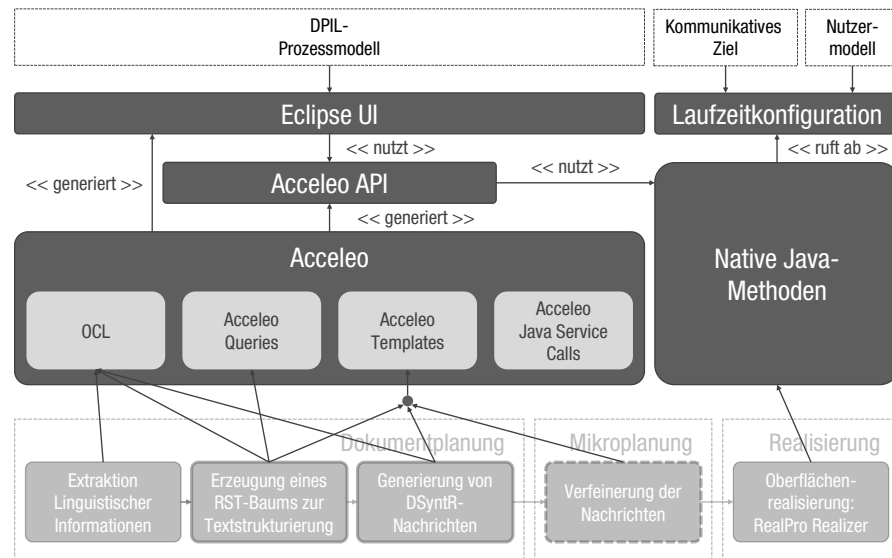 DPIL-
Prozessmodell
Kommunikatives
Ziel
Nutzer-
modell
Eclipse UI
Laufzeitkonfiguration
<< nutzt >>
<< ruft ab >>
<< generiert >>
Acceleo API
<< nutzt >>
<< generiert >>
Acceleo
Native Java-
Methoden
OCL
Acceleo
Queries
Acceleo
Templates
Acceleo
Java Service
Calls
Dokumentplanung
Mikroplanung
Realisierung
Extraktion
Linguistischer
Informationen
Erzeugung eines
RST-Baums zur
Textstrukturierung
Generierung von
DSyntR-
Nachrichten
Verfeinerung der
Nachrichten
Oberflächen-
realisierung:
RealPro Realizer